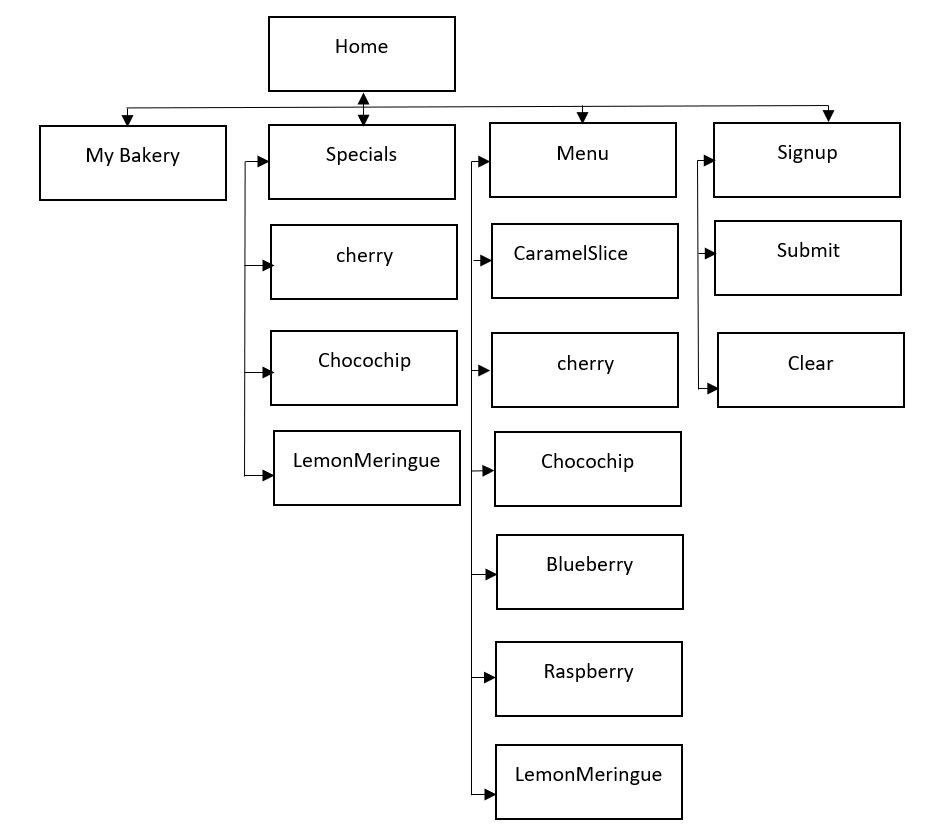 Home
My Bakery
Specials
Menu
Signup
cherry
CaramelSlice
Submit
Chocochip
cherry
Clear
LemonMeringue
Chocochip
Blueberry
Raspberry
LemonMeringue